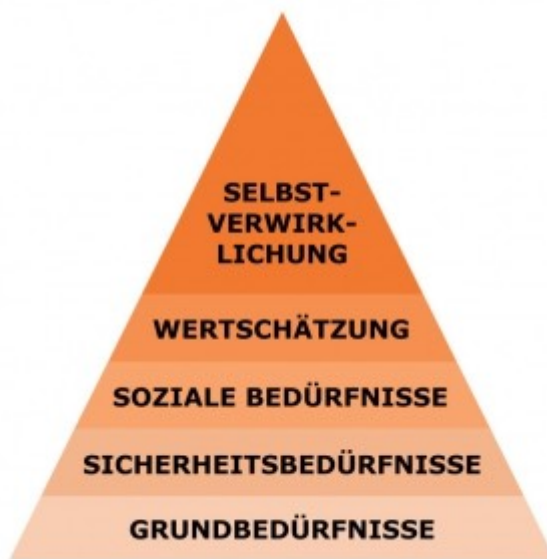 SELBST-
VERWIRK-
LICHUNG
WERTSCHÄTZUNG
SOZIALE BEDÜRFNISSE
SICHERHEITSBEDÜRFNISSE
GRUNDBEDÜRFNISSE